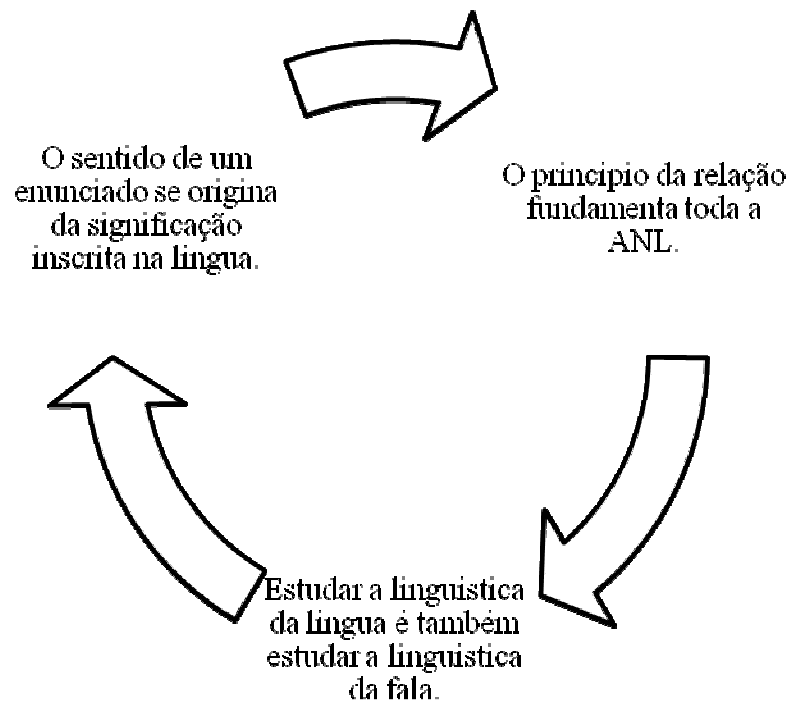 O sentido de um
enunciado se origina
da significação
inscrita na língua.
O princípio da relação
fundamenta toda a
ANL.
Estudar a linguística
da língua é também
estudar a linguística
da fala.